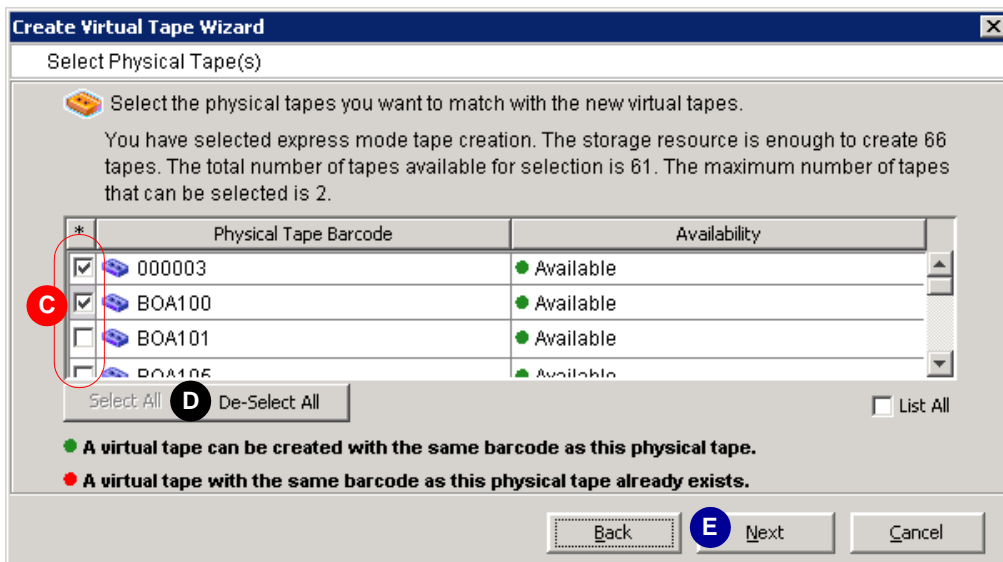 Create Virtual Tape Wizard
Select Physical Tape(s)
Select the physical tapes you want to match with the new virtual tapes.
You have selected express mode tape creation. The storage resource is enough to create 66
tapes. The total number of tapes available for selection is 61. The maximum number of tapes
that can be selected is 2.
* Physical Tape Barcode Availability
000003 Available
C BOA100 Available
BOA101 Available
BOA106 Available
Select All D De-Select All List All
A virtual tape can be created with the same barcode as this physical tape.
A virtual tape with the same barcode as this physical tape already exists.
Back E Next Cancel